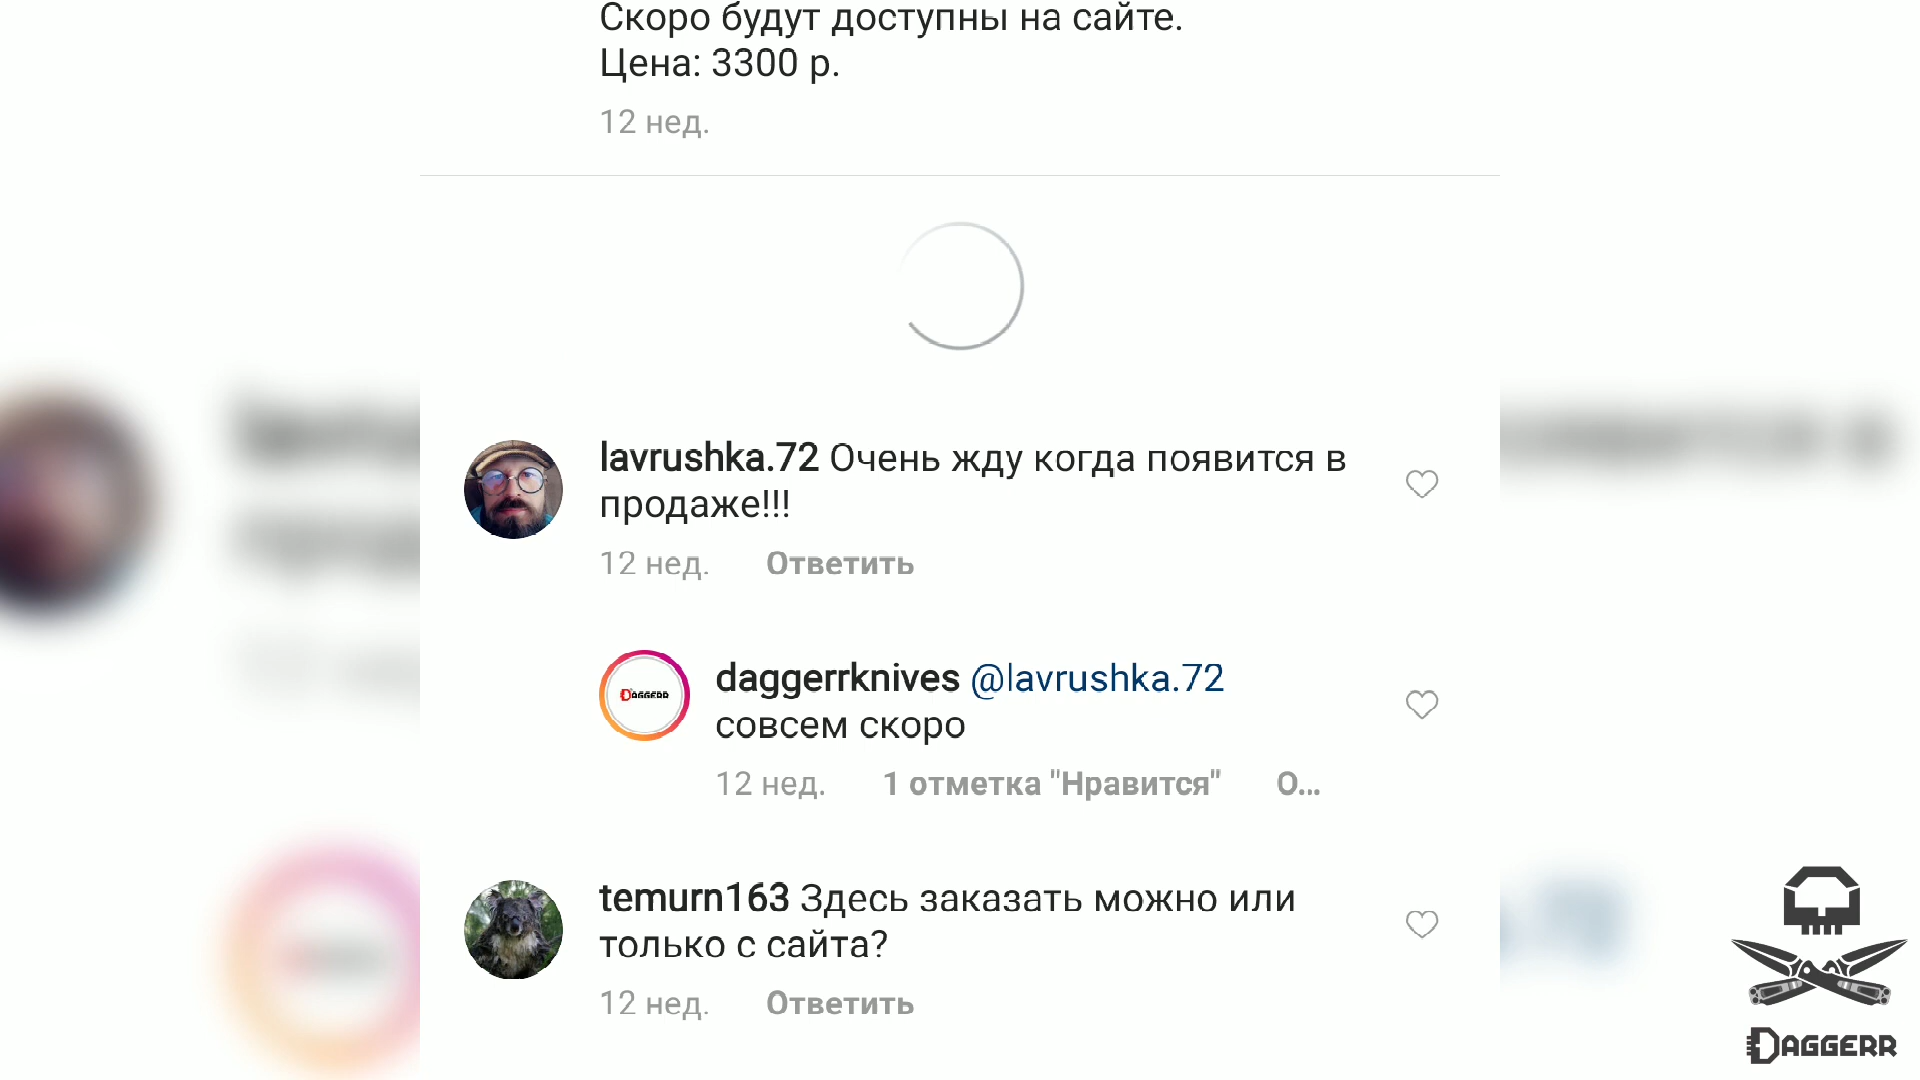 Скоро будут доступны на сайте.
Цена: 3300 р.
12 нед.
lavrushka.72 Очень жду когда появится в
продаже!!!
12 нед. Ответить
DAGGERR
daggerrknives @lavrushka.72
совсем скоро
12 нед. 1 отметка "Нравится" О...
temurn163 Здесь заказать можно или
только с сайта?
12 нед. Ответить
DAGGERR